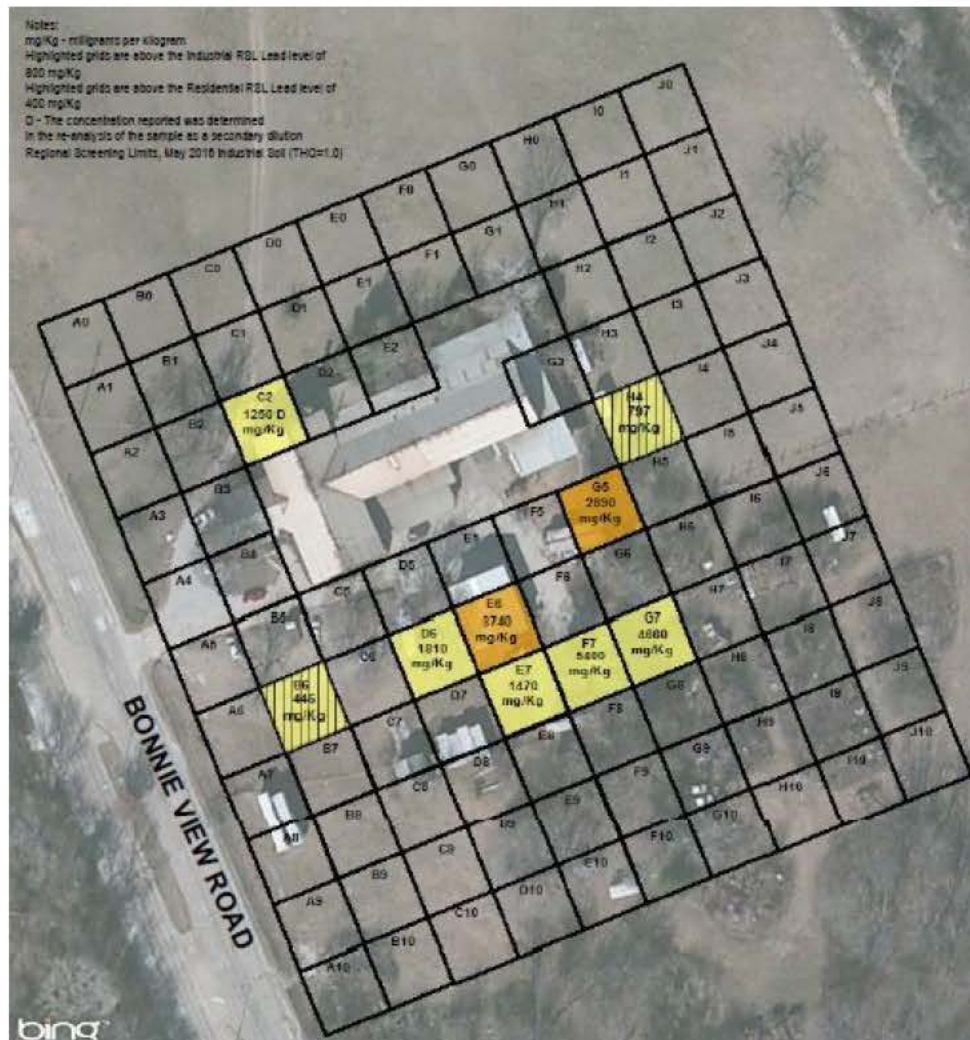 Notes:
mg/Kg - milligrams per kilogram
Highlighted grids are above the Industrial RSL Lead level of
800 mg/Kg
Highlighted grids are above the Residential RSL Lead level of
400 mg/Kg
D - The concentration reported was determined
in the re-analysis of the sample as a secondary dilution
Regional Screening Limits, May 2016 Industrial Soil (THQ=1.0)
A0
B0
C0
D0
E0
F0
G0
H0
I0
J0
A1
B1
C1
D1
E1
F1
G1
H1
I1
J1
A2
B2
C2
1250 D
mg/Kg
D2
E2
H2
I2
J2
A3
B3
G3
H3
I3
J3
A4
B4
H4
797
mg/Kg
I4
J4
A5
B5
C5
D5
E5
F5
G5
mg/Kg
H5
I5
J5
A6
B6
445
mg/Kg
C6
D6
1810
mg/Kg
E6
mg/Kg
F6
G6
H6
I6
J6
A7
B7
C7
D7
E7
1470
mg/Kg
F7
5400
mg/Kg
G7
mg/Kg
H7
I7
J7
A8
B8
C8
D8
E8
F8
G8
H8
I8
J8
A9
B9
C9
D9
E9
F9
G9
H9
I9
J9
A10
B10
C10
D10
E10
F10
G10
H10
I10
J10
BONNIE VIEW ROAD
bing